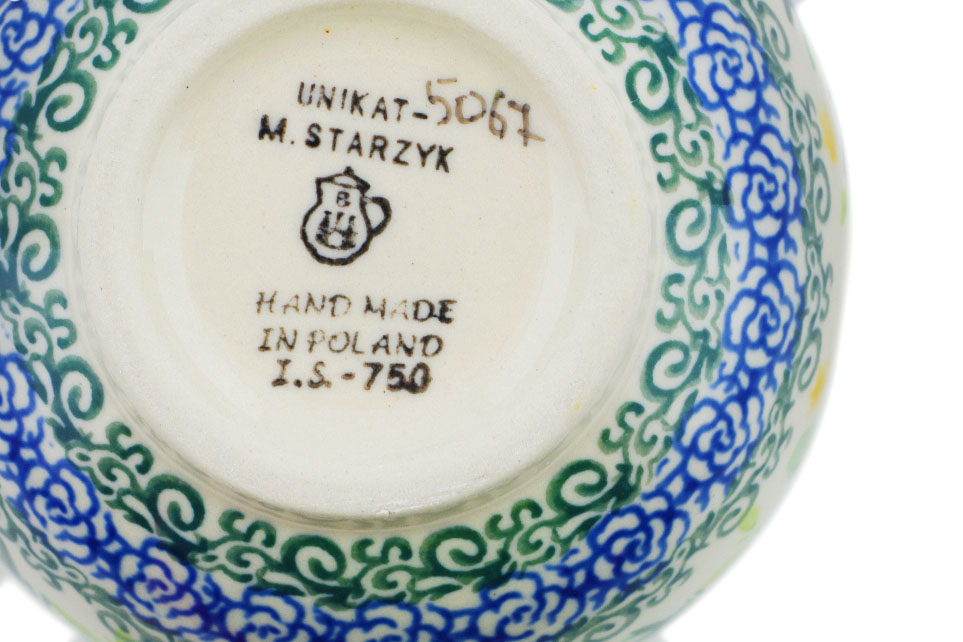 UNIKAT-5067
M. STARZYK
B
HAND MADE
IN POLAND
I.S.-750